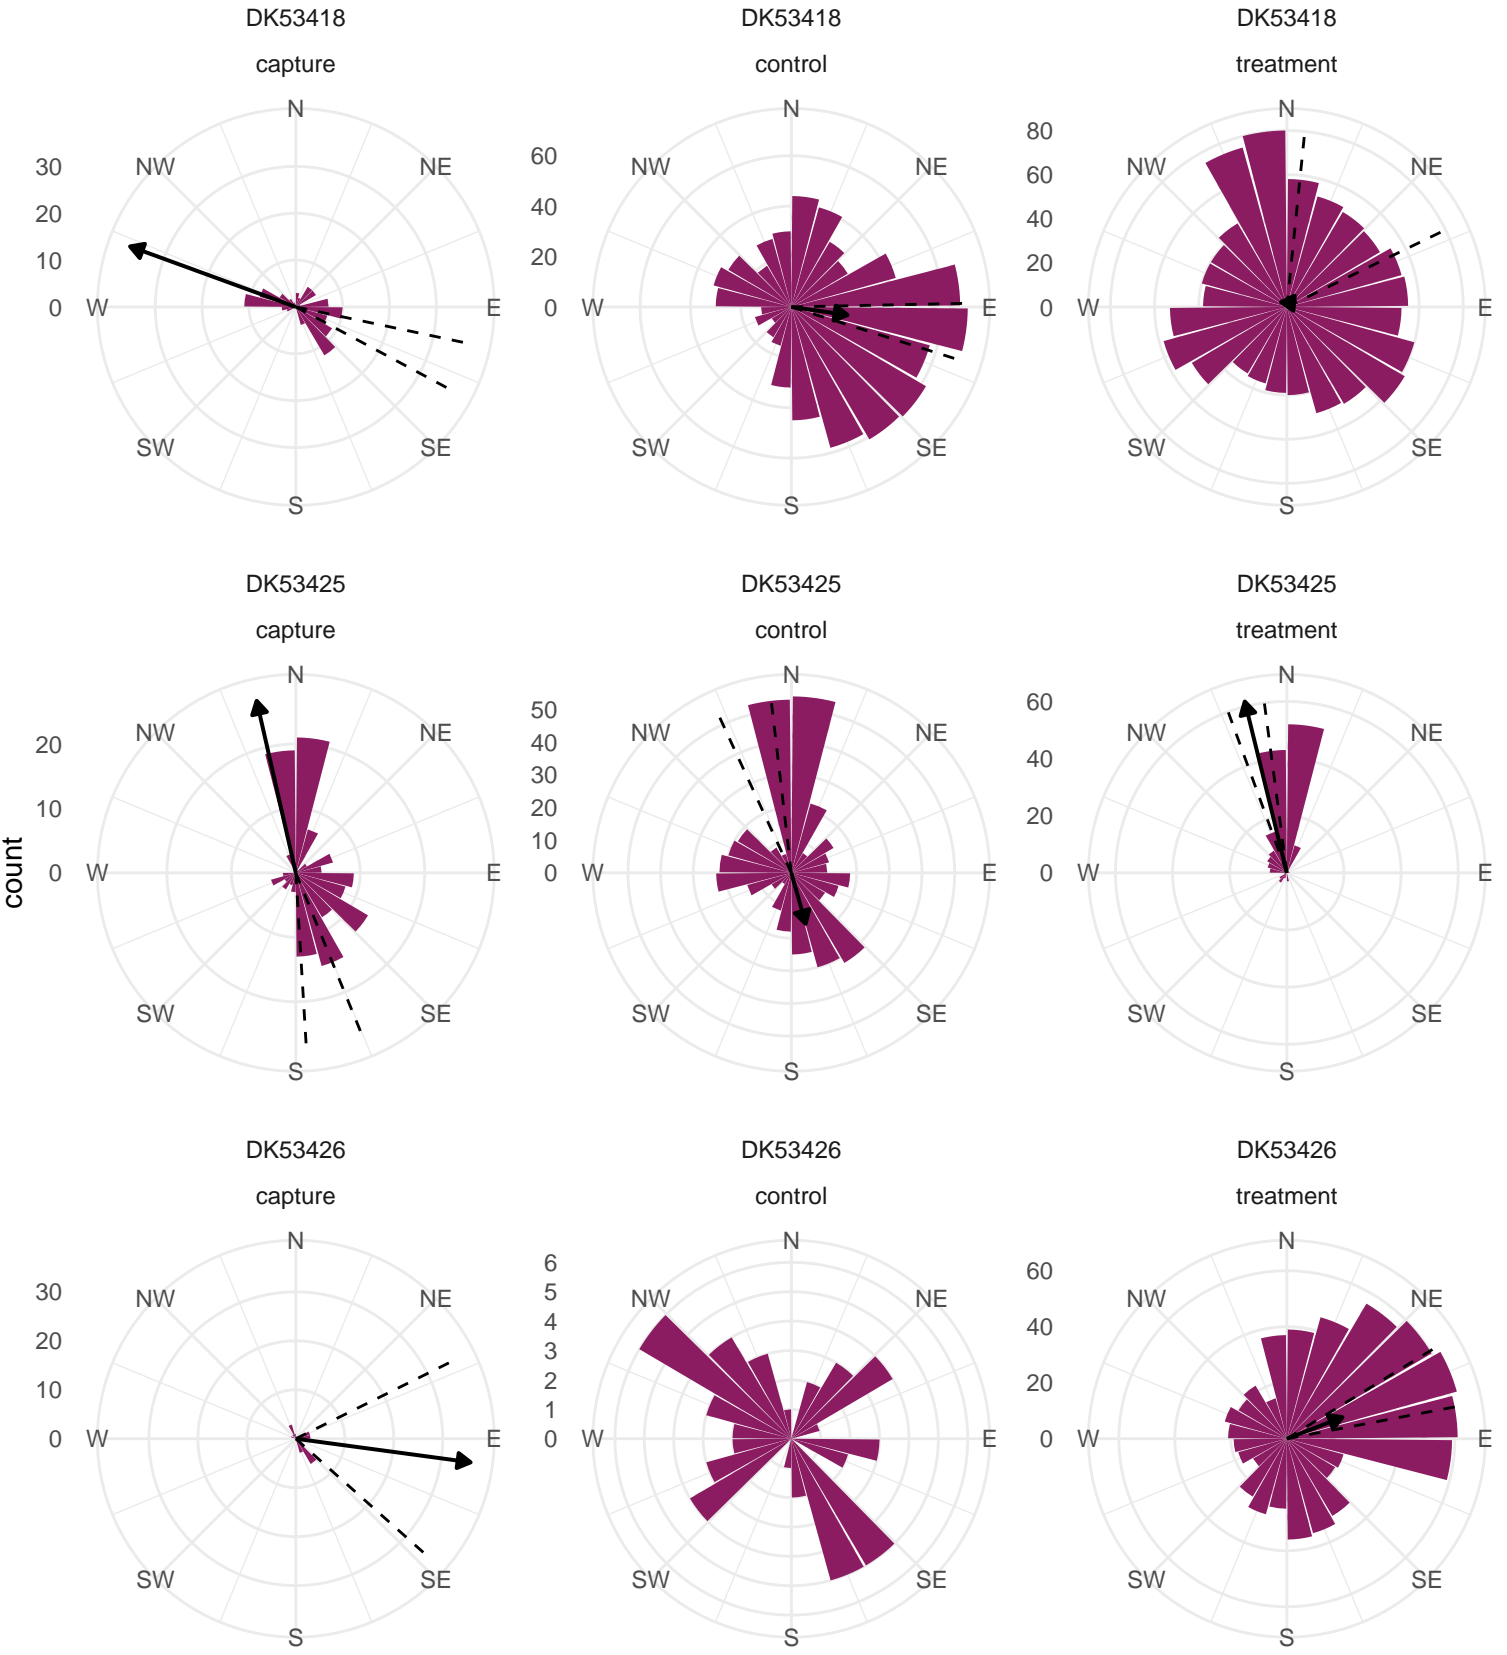 DK53418 DK53418 DK53418
capture control treatment
N N N
NW NE NW NE NW NE
30 20 10 0 60 40 20 0 80 60 40 20 0
W E W E W E
SW SE SW SE SW SE
S S S
DK53425 DK53425 DK53425
capture control treatment
N N N
NW NE NW NE NW NE
20 10 0 50 40 30 20 10 0 60 40 20 0
W E W E W E
count
SW SE SW SE SW SE
S S S
DK53426 DK53426 DK53426
capture control treatment
N N N
NW NE NW NE NW NE
30 20 10 0 6 5 4 3 2 1 0 60 40 20 0
W E W E W E
SW SE SW SE SW SE
S S S